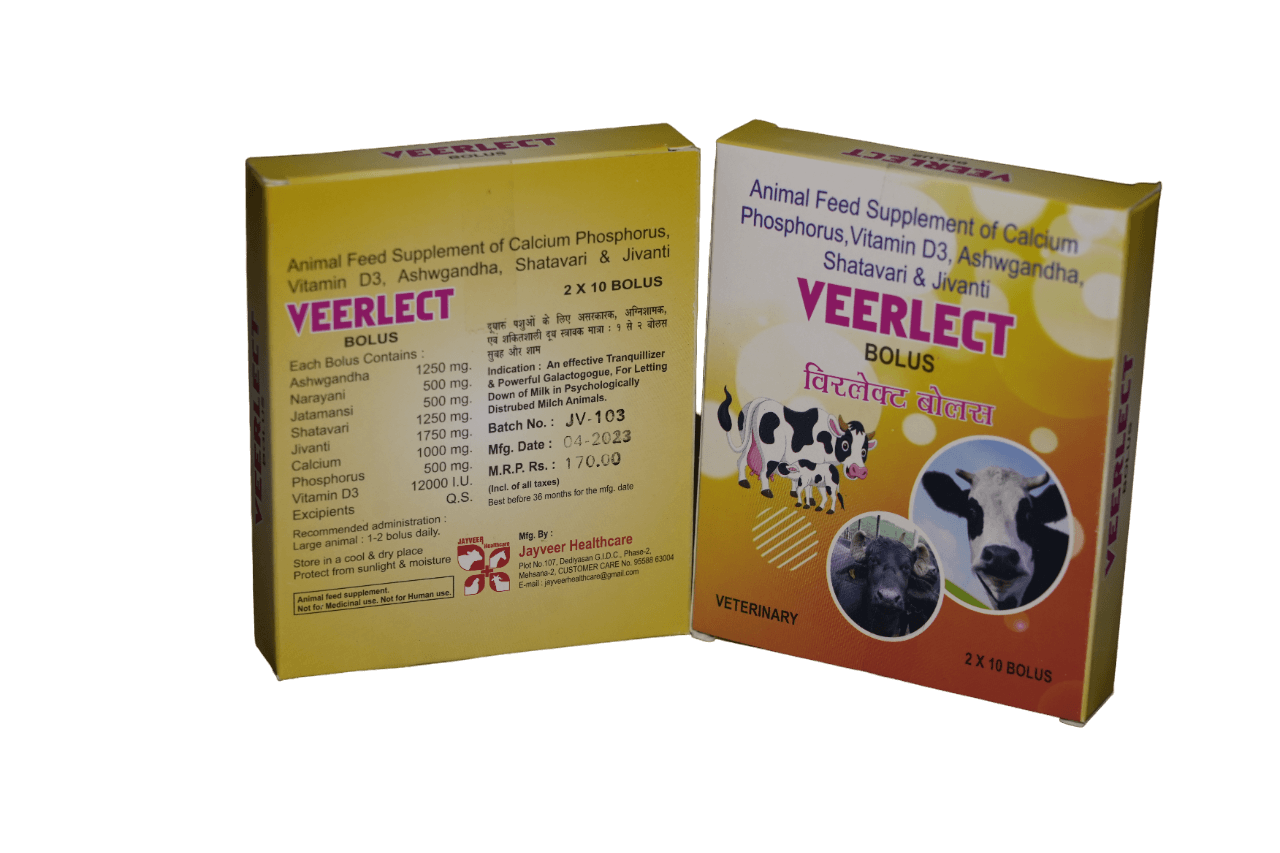 VEERLECT
BOLUS
Animal Feed Supplement of Calcium Phosphorus,
Vitamin D3, Ashwgandha, Shatavari & Jivanti
VEERLECT
BOLUS
2 X 10 BOLUS
Each Bolus Contains :
Ashwgandha 1250 mg.
Narayani 500 mg.
Jatamansi 500 mg.
Shatavari 1250 mg.
Jivanti 1750 mg.
Calcium 1000 mg.
Phosphorus 500 mg.
Vitamin D3 12000 I.U.
Excipients Q.S.
Recommended administration :
Large animal : 1-2 bolus daily.
Store in a cool & dry place
Protect from sunlight & moisture
Animal feed supplement.
Not for Medicinal use. Not for Human use.
दूधारु पशुओं के लिए असरकारक, अग्निशामक,
एवं शकितशाली दूध स्त्रावक मात्रा : १ से २ बोलस
सुबह और शाम
Indication : An effective Tranquillizer
& Powerful Galactogogue, For Letting
Down of Milk in Psychologically
Distrubed Milch Animals.
Batch No. : JV-103
Mfg. Date : 04-2023
M.R.P. Rs. : 170.00
(Incl. of all taxes)
Best before 36 months for the mfg. date
JAYVEER
Healthcare
Mfg. By :
Jayveer Healthcare
Plot No.107, Dediyasan G.I.D.C., Phase-2,
Mehsana-2, CUSTOMER CARE No. 95586 63004
E-mail : jayveerhealthcare@gmail.com
VEERLECT
VEERLECT
BOLUS
Animal Feed Supplement of Calcium
Phosphorus,Vitamin D3, Ashwgandha,
Shatavari & Jivanti
VEERLECT
BOLUS
विरलेक्ट बोलस
VETERINARY
2 X 10 BOLUS
VEERLECT
BOLUS